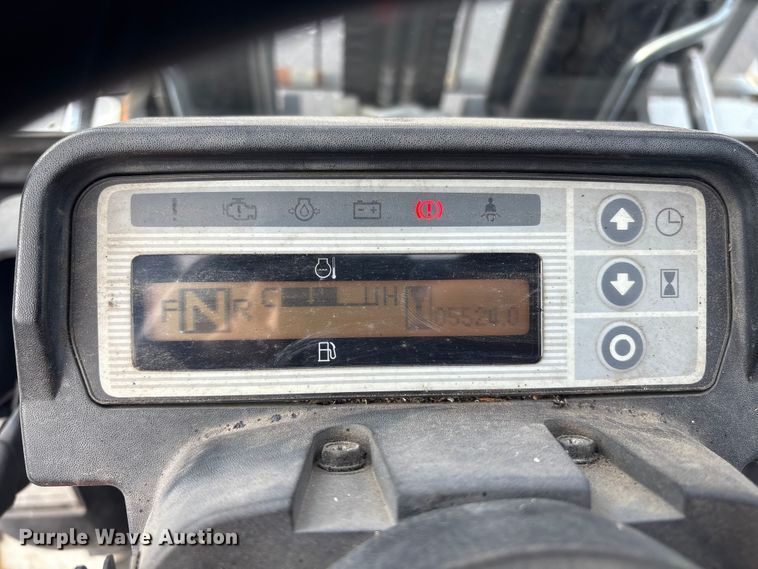 F N R C H 05524.0
Purple Wave Auction